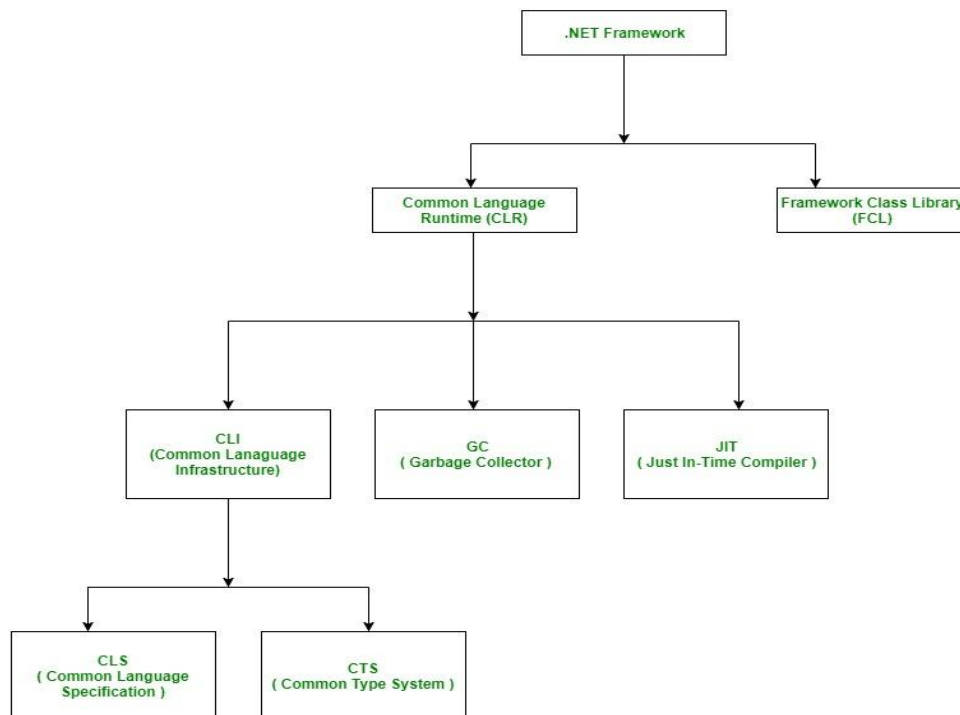 .NET Framework
Common Language
Runtime (CLR)
Framework Class Library
(FCL)
CLI
(Common Lanaguage
Infrastructure)
GC
( Garbage Collector )
JIT
( Just In-Time Compiler )
CLS
( Common Language
Specification )
CTS
( Common Type System )